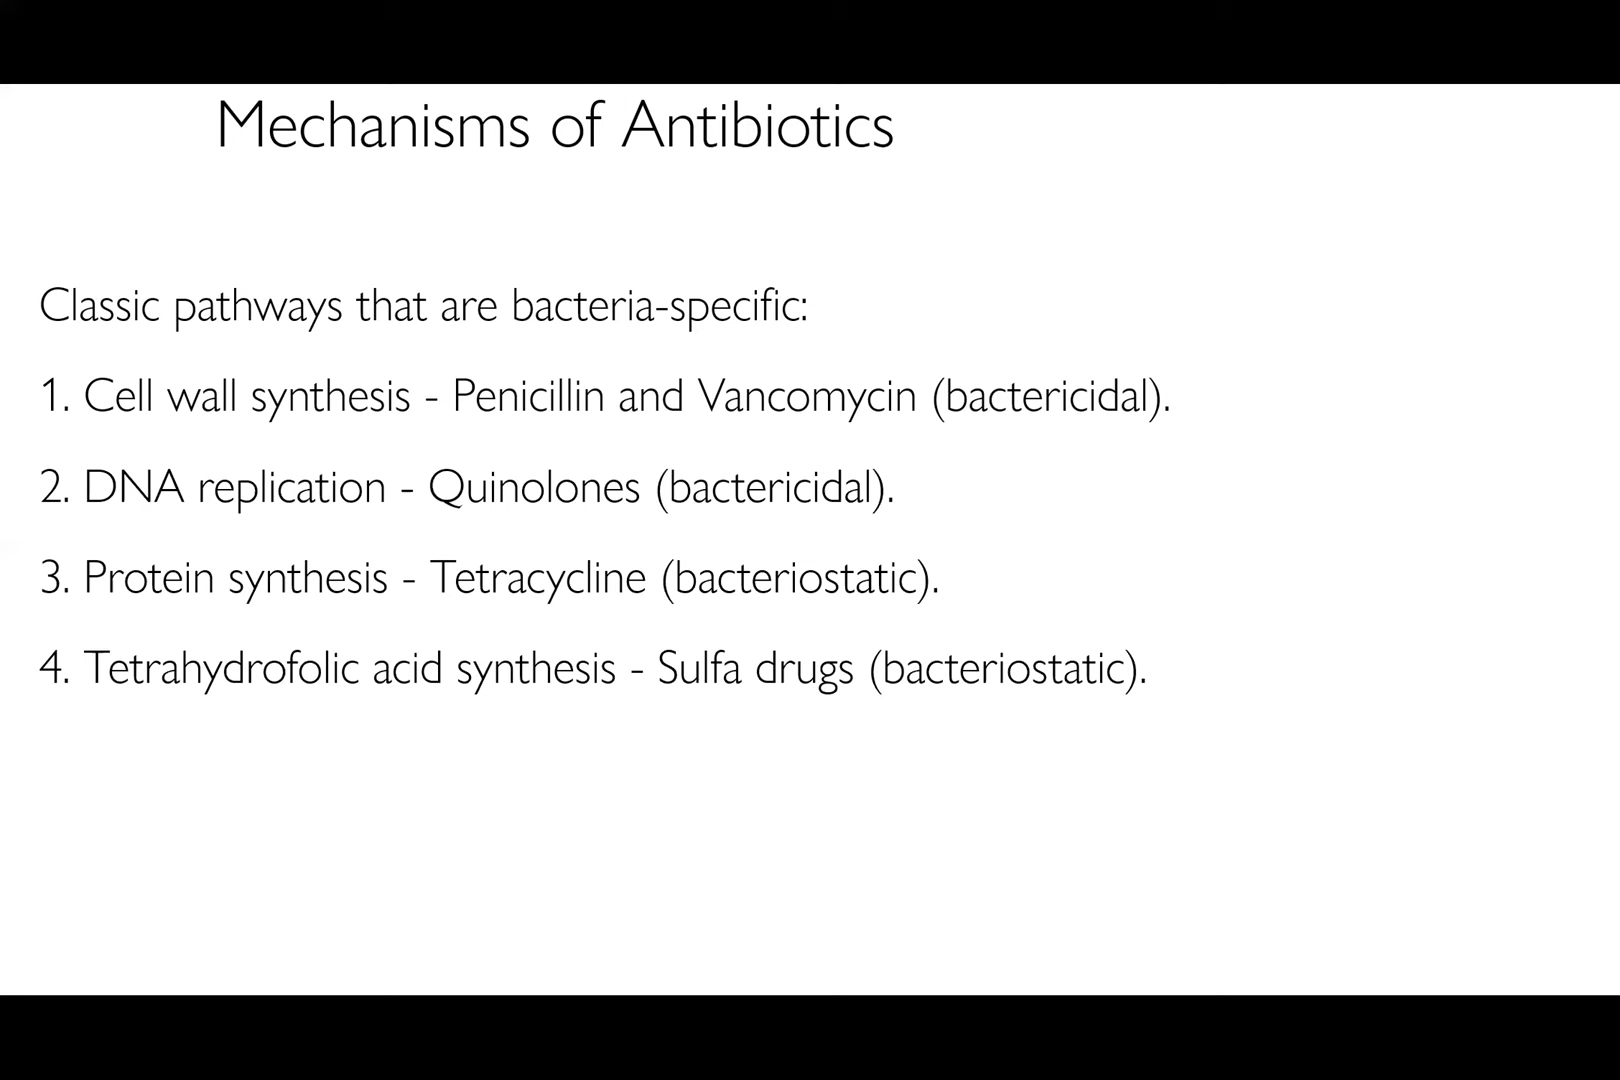 Mechanisms of Antibiotics
Classic pathways that are bacteria-specific:
1. Cell wall synthesis - Penicillin and Vancomycin (bactericidal).
2. DNA replication - Quinolones (bactericidal).
3. Protein synthesis - Tetracycline (bacteriostatic).
4. Tetrahydrofolic acid synthesis - Sulfa drugs (bacteriostatic).